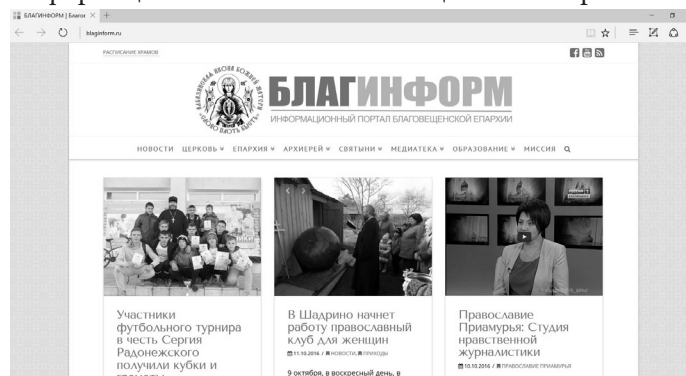 БЛАГИНФОРМ | Благов
blaginform.ru
РАСПИСАНИЕ ХРАМОВ
БЛАГИНФОРМ
ИНФОРМАЦИОННЫЙ ПОРТАЛ БЛАГОВЕЩЕНСКОЙ ЕПАРХИИ
НОВОСТИ ЦЕРКОВЬ ЕПАРХИЯ АРХИЕРЕЙ СВЯТЫНИ МЕДИАТЕКА ОБРАЗОВАНИЕ МИССИЯ
Участники
футбольного турнира
в честь Сергия
Радонежского
получили кубки и
В Шадрино начнет
работу православный
клуб для женщин
11.10.2016 / НОВОСТИ, ПРИХОДЫ
9 октября, в воскресный день, в
Православие
Приамурья: Студия
нравственной
журналистики
10.10.2016 / ПРАВОСЛАВИЕ ПРИАМУРЬЯ